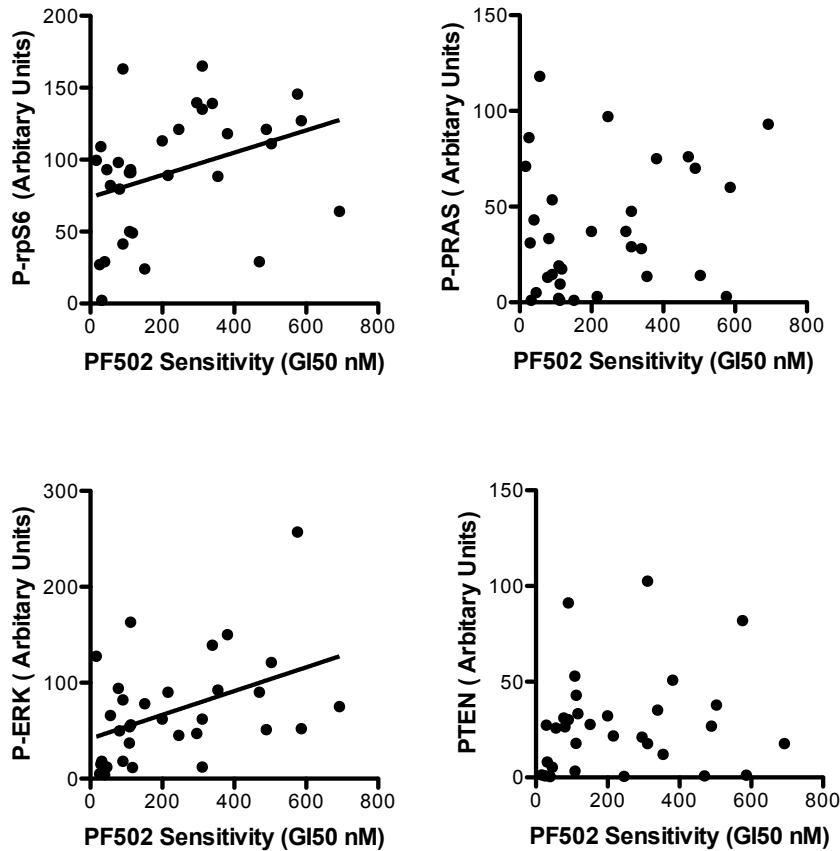 P-rpS6 (Arbitary Units)
200
150
100
50
0
0 200 400 600 800
PF502 Sensitivity (GI50 nM)
P-PRAS ( Arbitary Units)
150
100
50
0
0 200 400 600 800
PF502 Sensitivity (GI50 nM)
P-ERK ( Arbitary Units)
300
200
100
0
0 200 400 600 800
PF502 Sensitivity (GI50 nM)
PTEN ( Arbitary Units)
150
100
50
0
0 200 400 600 800
PF502 Sensitivity (GI50 nM)